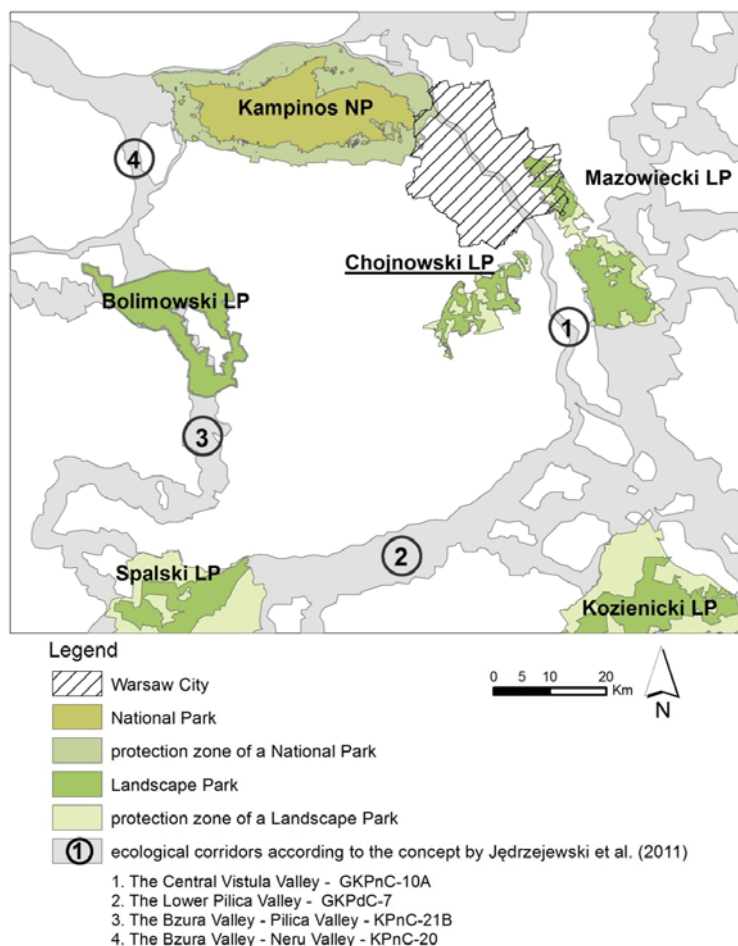 Kampinos NP
4
Mazowiecki LP
Chojnowski LP
Bolimowski LP
1
3
2
Spalski LP
Kozienicki LP
Legend
Warsaw City
0 5 10 20
Km
N
National Park
protection zone of a National Park
Landscape Park
protection zone of a Landscape Park
1 ecological corridors according to the concept by Jędrzejewski et al. (2011)
1. The Central Vistula Valley - GKPnC-10A
2. The Lower Pilica Valley - GKPdC-7
3. The Bzura Valley - Pilica Valley - KPnC-21B
4. The Bzura Valley - Neru Valley - KPnC-20